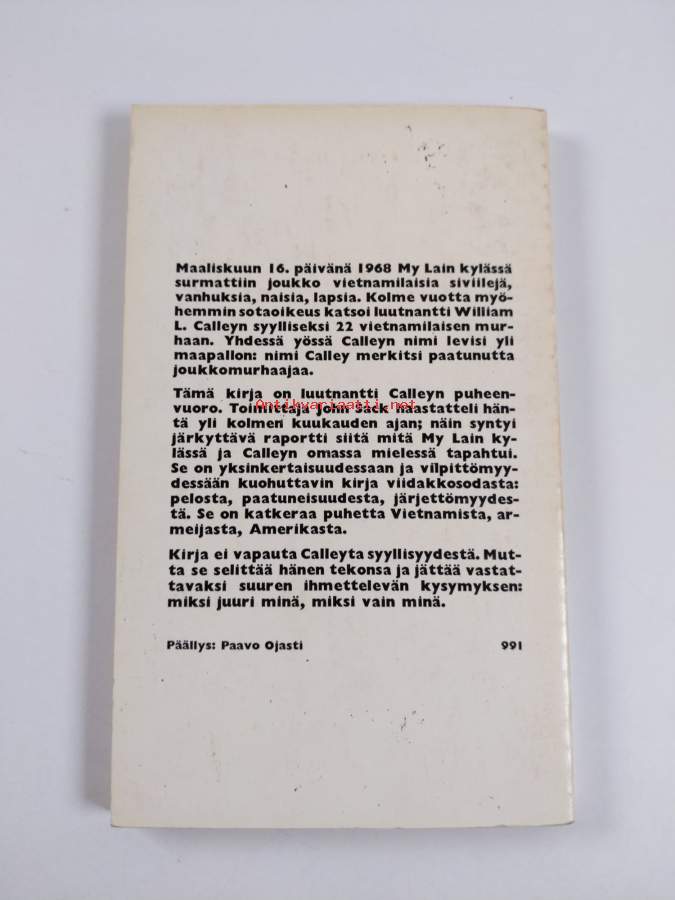 Maaliskuun 16. päivänä 1968 My Lain kylässä
surmattiin joukko vietnamilaisia siviilejä,
vanhuksia, naisia, lapsia. Kolme vuotta myö-
hemmin sotaoikeus katsoi luutnantti William
L. Calleyn syylliseksi 22 vietnamilaisen mur-
haan. Yhdessä yössä Calleyn nimi levisi yli
maapallon: nimi Calley merkitsi paatunutta
joukkomurhaajaa.
Tämä kirja on luutnantti Calleyn puheen-
vuoro. Toimittaja John Sack haastatteli hän-
Antikvariaatti.net
tä yli kolmen kuukauden ajan; näin syntyi
järkyttävä raportti siitä mitä My Lain ky-
lässä ja Calleyn omassa mielessä tapahtui.
Se on yksinkertaisuudessaan ja vilpittömyy-
dessään kuohuttavin kirja viidakkosodasta:
pelosta, paatuneisuudesta, järjettömyydes-
tä. Se on katkeraa puhetta Vietnamista, ar-
meijasta, Amerikasta.
Kirja ei vapauta Calleyta syyllisyydestä. Mut-
ta se selittää hänen tekonsa ja jättää vastat-
tavaksi suuren ihmettelevän kysymyksen:
miksi juuri minä, miksi vain minä.
Päällys: Paavo Ojasti 991